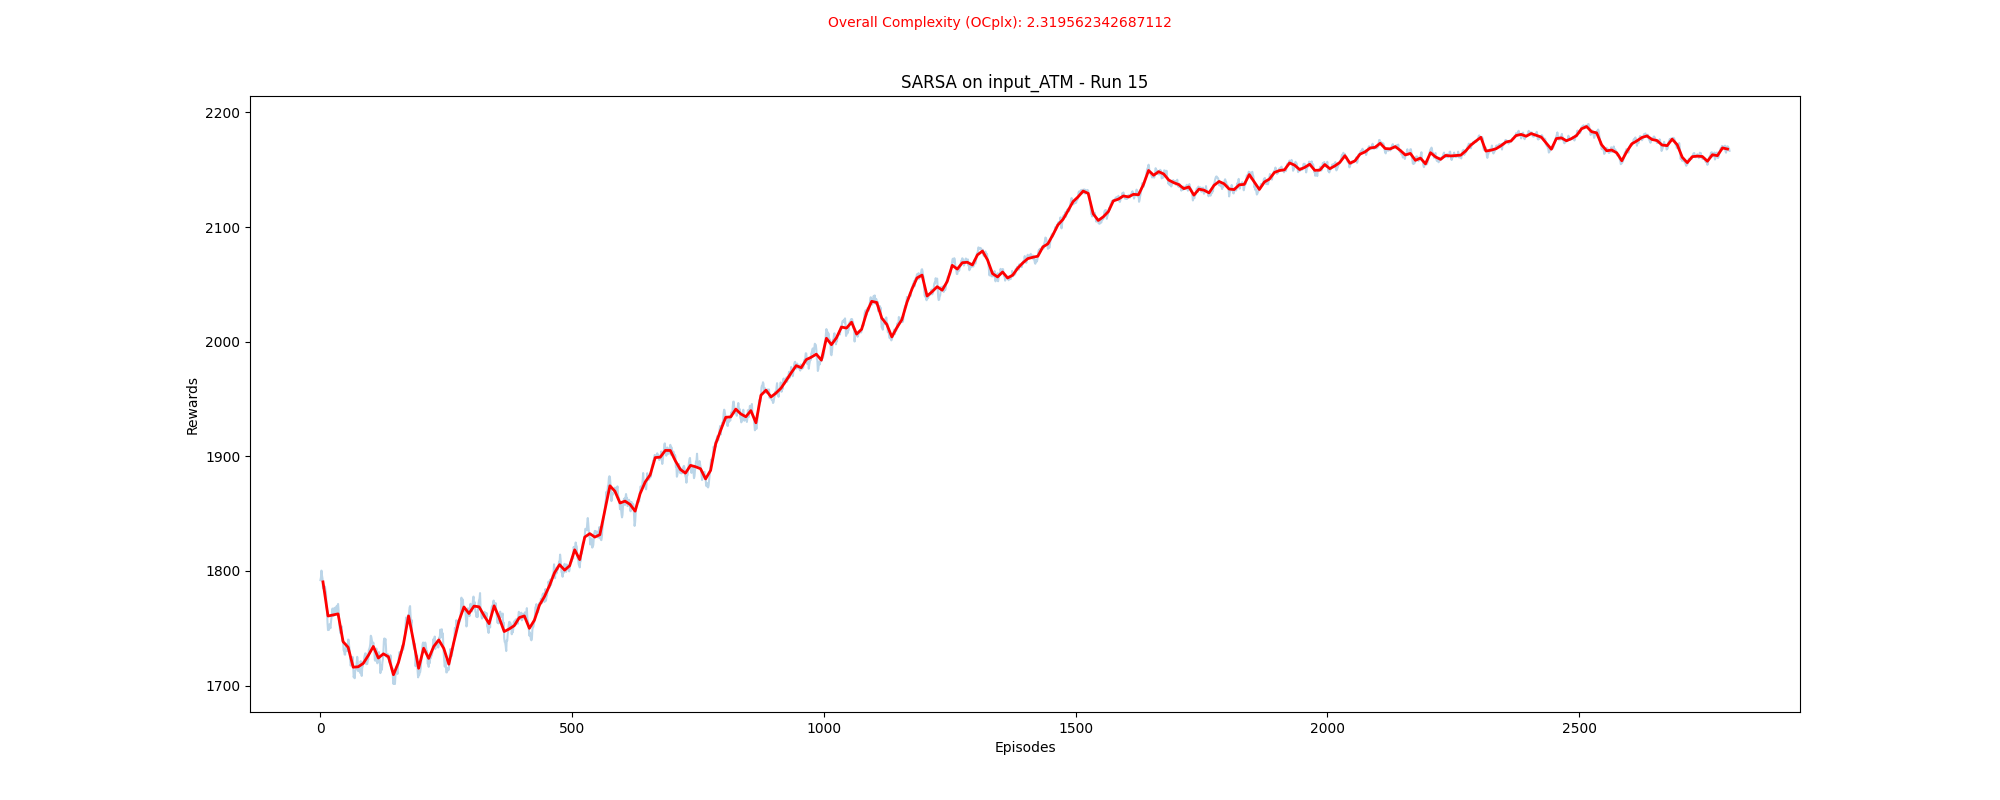 Overall Complexity (OCplx): 2.319562342687112
SARSA on input_ATM - Run 15
2200
2100
2000
1900
1800
1700
Rewards
0 500 1000 1500 2000 2500
Episodes